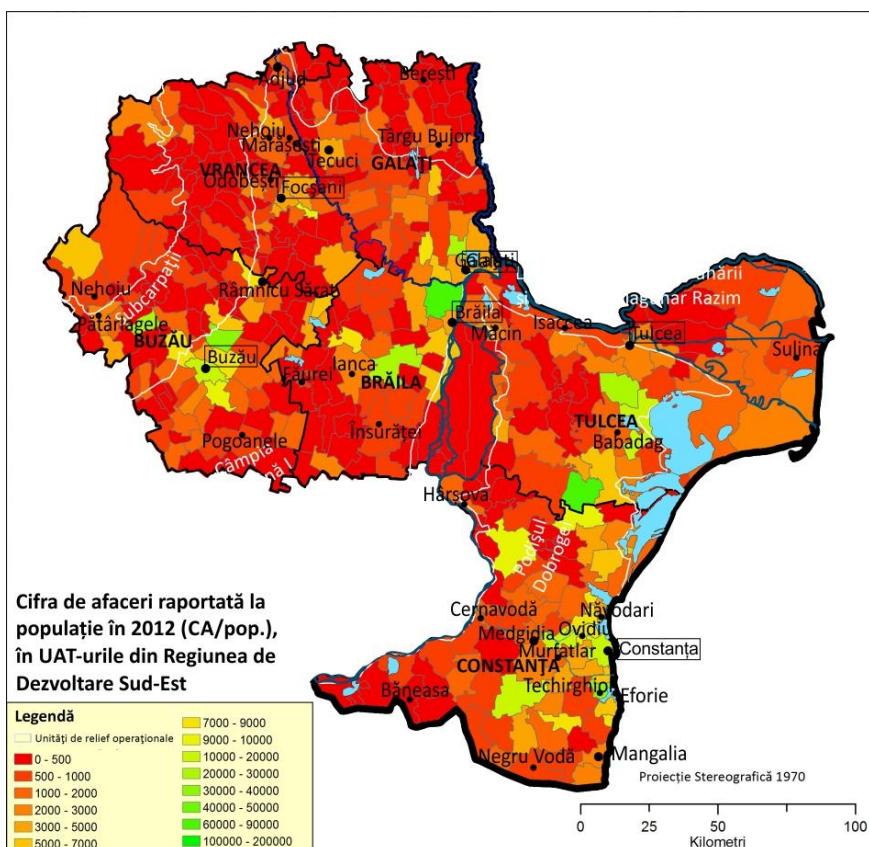 Adjud
Berești
Nehoiu
Mărășești
Târgu Bujor
Tecuci
VRANCEA
GALAȚI
Odobești
Focșani
Galați
Subcarpații
Nehoiu
Râmnicu Sărat
Pătârlagele
BUZĂU
Brăila
Măcin
Isaccea
lagunar Razim
Tulcea
Sulina
Buzău
Ianca
Făurei
BRĂILA
TULCEA
Babadag
Însurăței
Pogoanele
Câmpia
Hârșova
Podișul
Dobrogei
Cifra de afaceri raportată la
populație în 2012 (CA/pop.),
în UAT-urile din Regiunea de
Dezvoltare Sud-Est
Cernavodă
Năvodari
Medgidia
Ovidiu
Murfatlar
Constanța
CONSTANȚA
Techirghiol
Eforie
Băneasa
Negru Vodă
Mangalia
Proiecție Stereografică 1970
Legendă
Unități de relief operaționale
0 - 500
500 - 1000
1000 - 2000
2000 - 3000
3000 - 5000
5000 - 7000
7000 - 9000
9000 - 10000
10000 - 20000
20000 - 30000
30000 - 40000
40000 - 50000
60000 - 90000
100000 - 200000
0 25 50 100
Kilometri